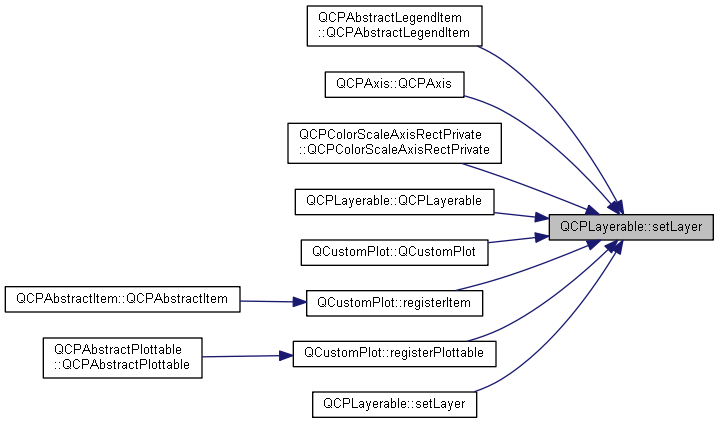 QCPAbstractLegendItem
::QCPAbstractLegendItem
QCPAxis::QCPAxis
QCPColorScaleAxisRectPrivate
::QCPColorScaleAxisRectPrivate
QCPLayerable::QCPLayerable
QCPLayerable::setLayer
QCustomPlot::QCustomPlot
QCPAbstractItem::QCPAbstractItem
QCustomPlot::registerItem
QCPAbstractPlottable
::QCPAbstractPlottable
QCustomPlot::registerPlottable
QCPLayerable::setLayer